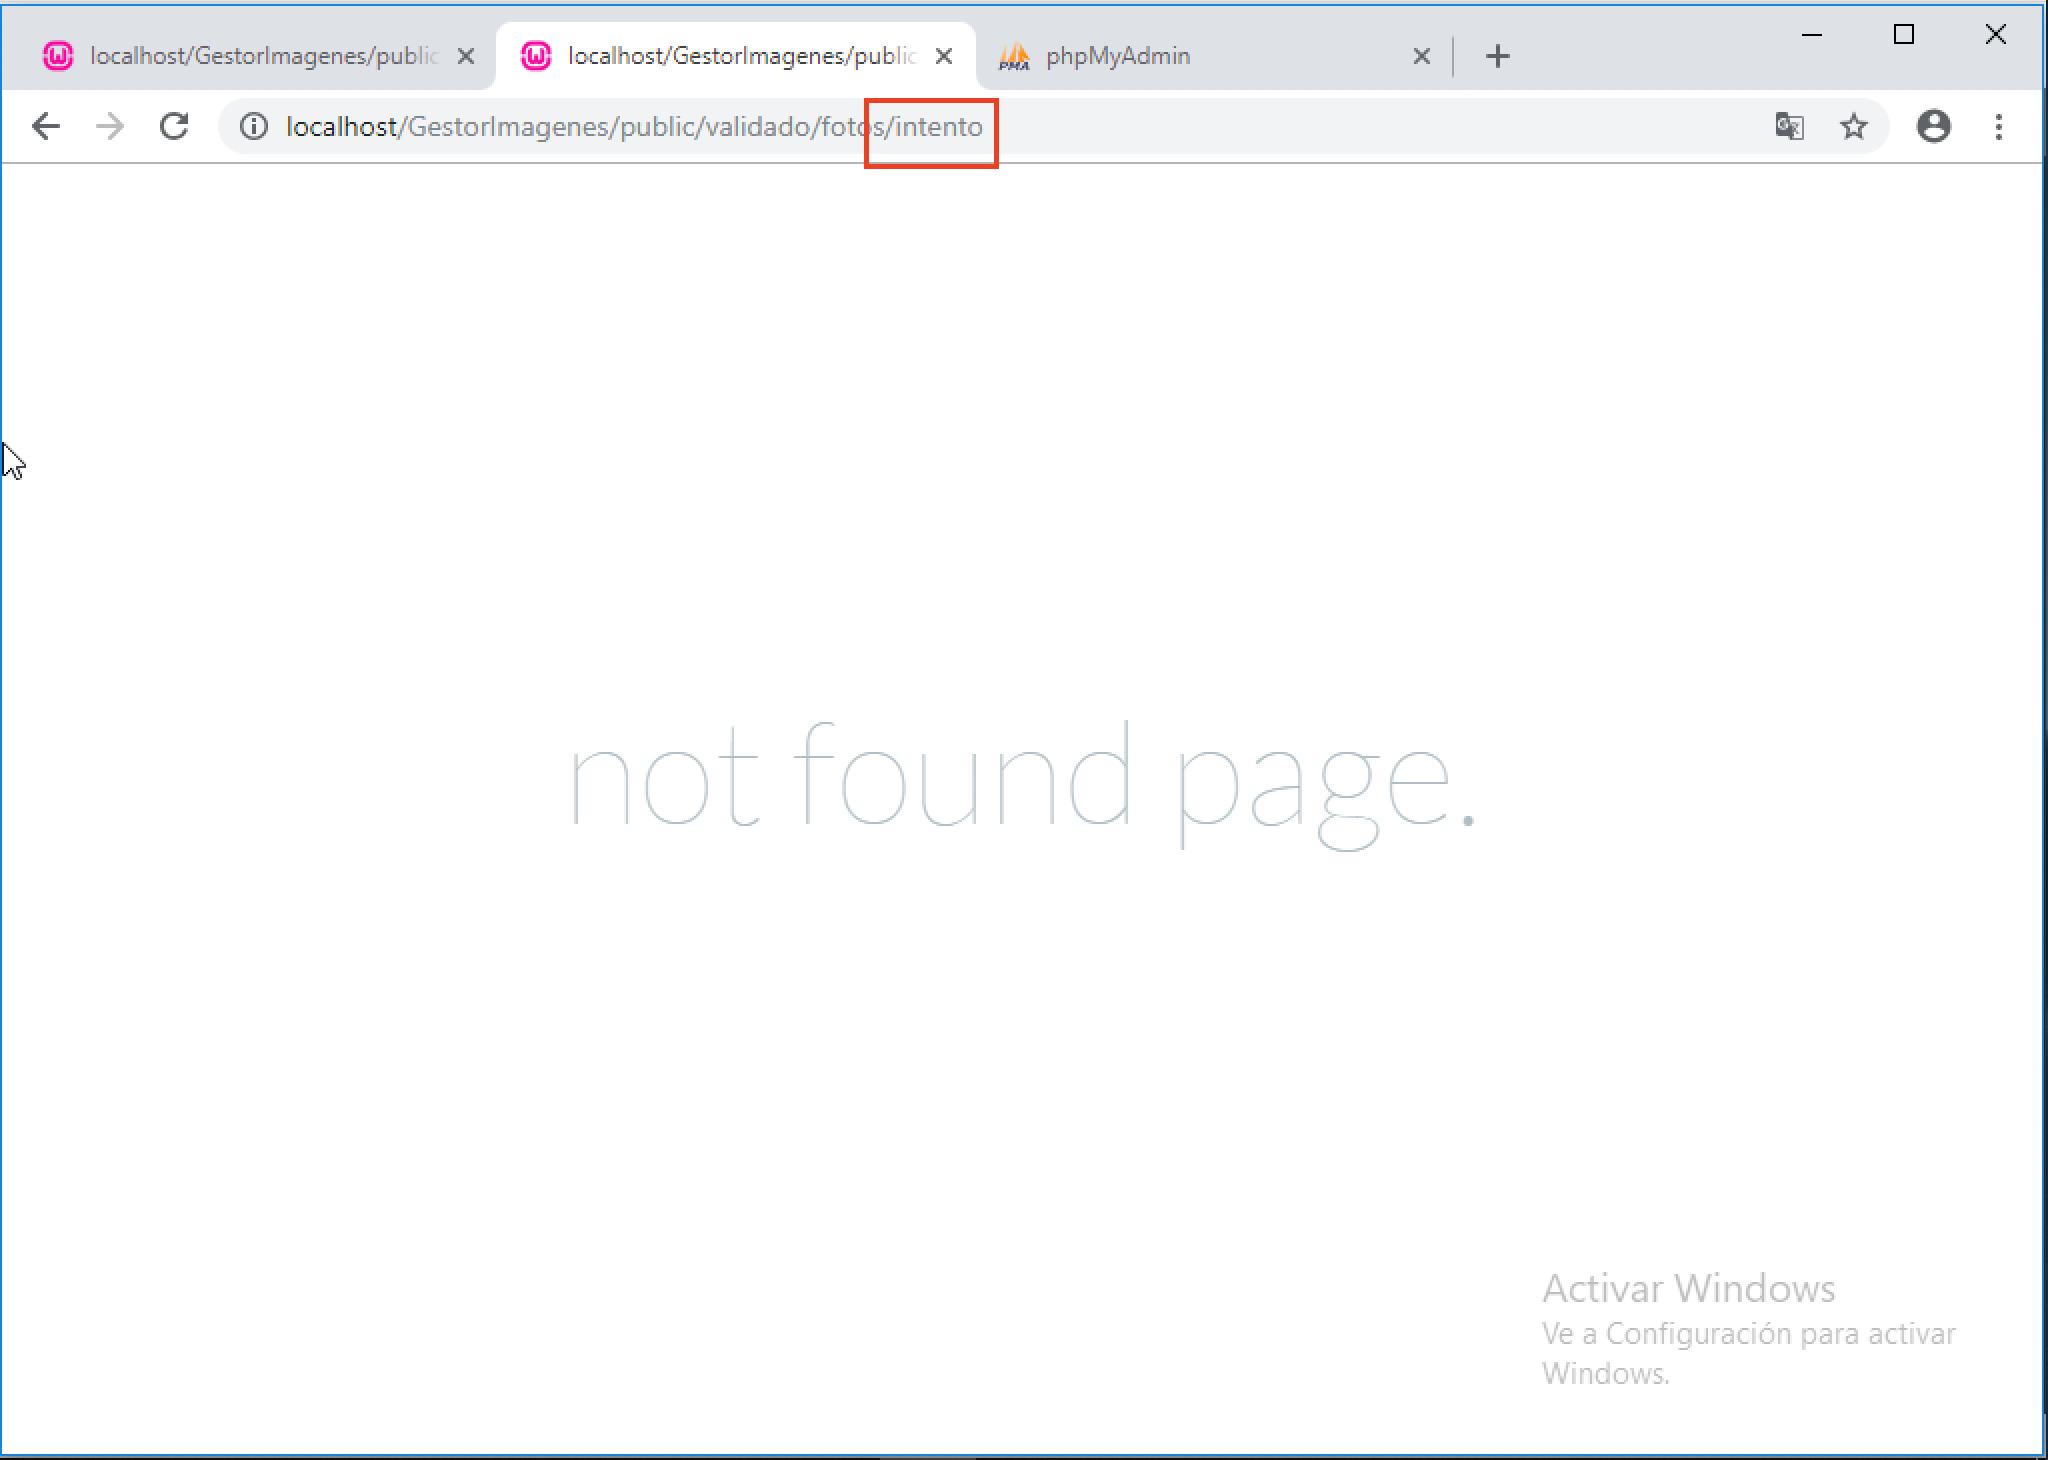 localhost/GestorImagenes/public
localhost/GestorImagenes/public
phpMyAdmin
localhost/GestorImagenes/public/validado/fotos/intento
not found page.
Activar Windows
Ve a Configuración para activar
Windows.